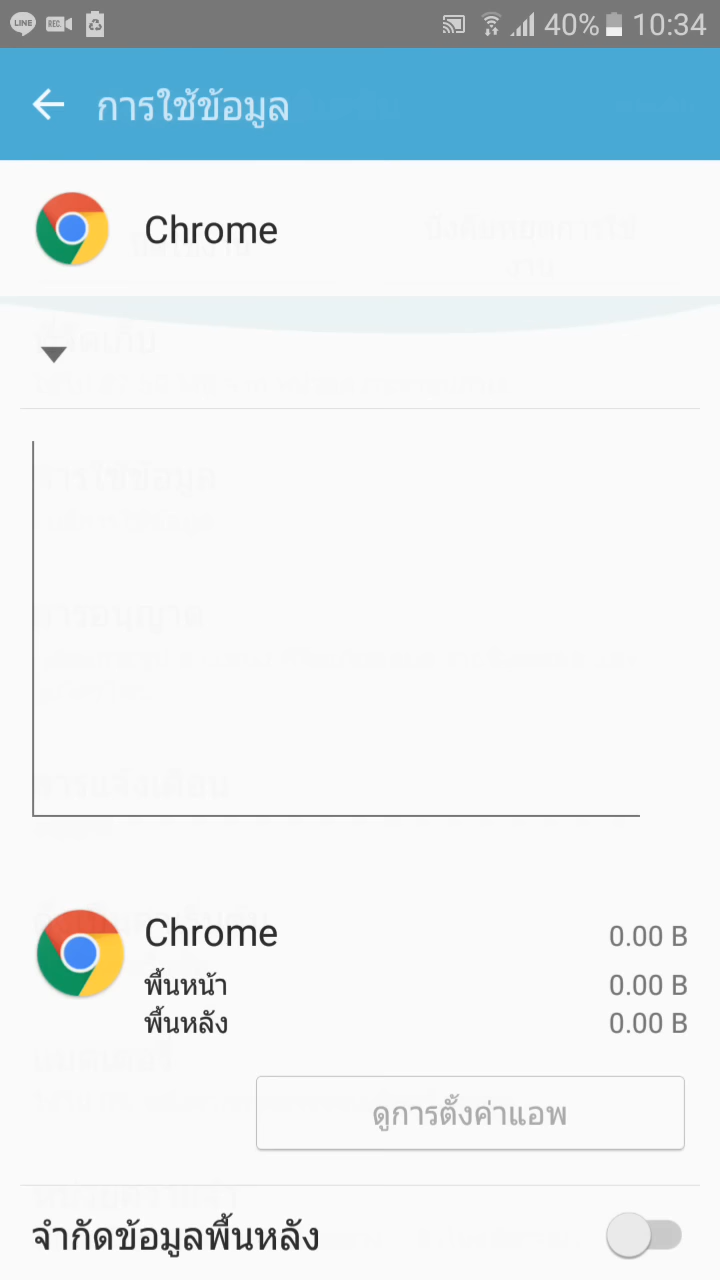 LINE REC. 40% 10:34
การใช้ข้อมูล
Chrome
Chrome 0.00 B
พื้นหน้า 0.00 B
พื้นหลัง 0.00 B
ดูการตั้งค่าแอพ
จำกัดข้อมูลพื้นหลัง